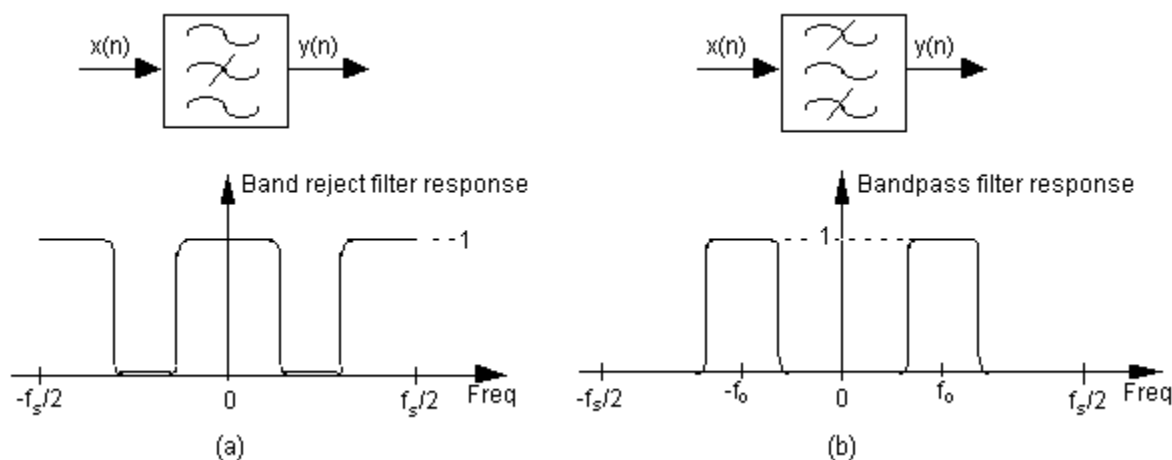 x(n) y(n)
Band reject filter response
1
-fs/2 0 fs/2 Freq
(a)
x(n) y(n)
Bandpass filter response
1
-fo 0 fo
-fs/2 fs/2 Freq
(b)